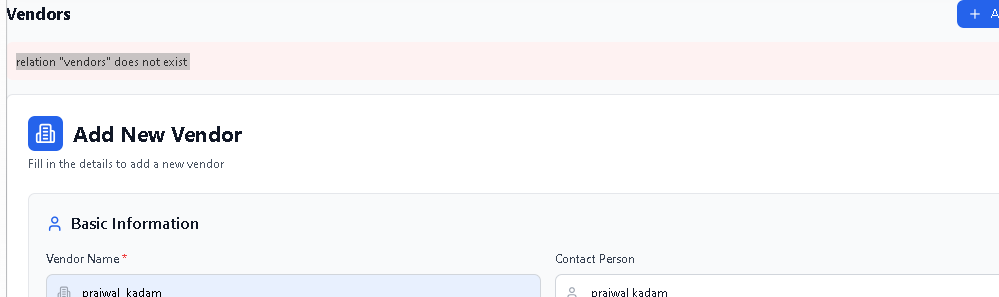 Vendors
+ A
relation "vendors" does not exist
Add New Vendor
Fill in the details to add a new vendor
Basic Information
Vendor Name *
Contact Person
prajwal kadam
prajwal kadam